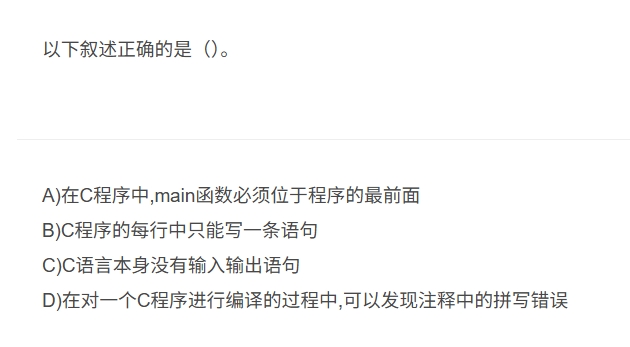 以下叙述正确的是（）。
A)在C程序中,main函数必须位于程序的最前面
B)C程序的每行中只能写一条语句
C)C语言本身没有输入输出语句
D)在对一个C程序进行编译的过程中,可以发现注释中的拼写错误